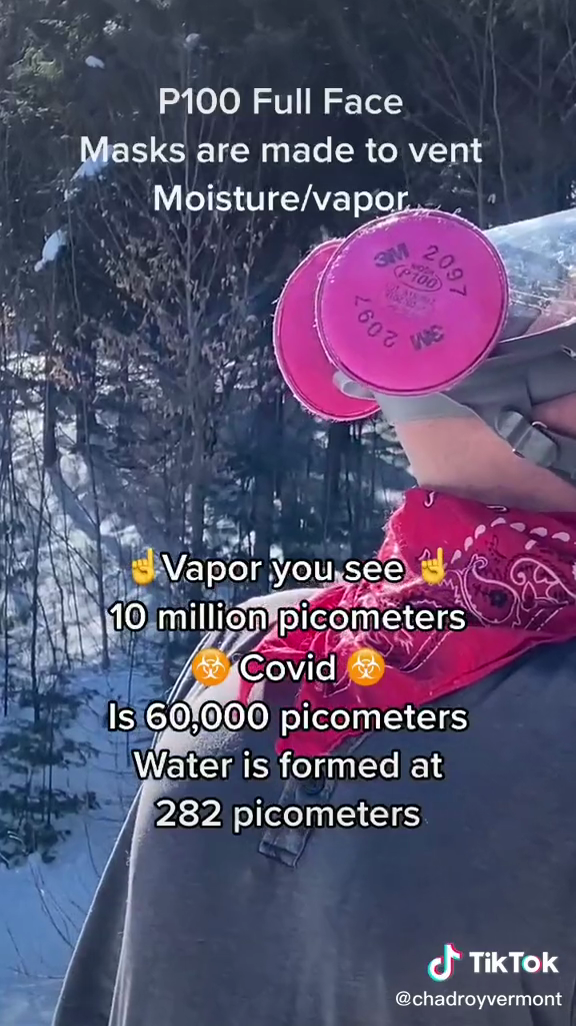 P100 Full Face
Masks are made to vent
Moisture/vapor
3M 2097
P100
2097 3M
☝️Vapor you see ☝️
10 million picometers
☣️ Covid ☣️
Is 60,000 picometers
Water is formed at
282 picometers
TikTok
@chadroyvermont